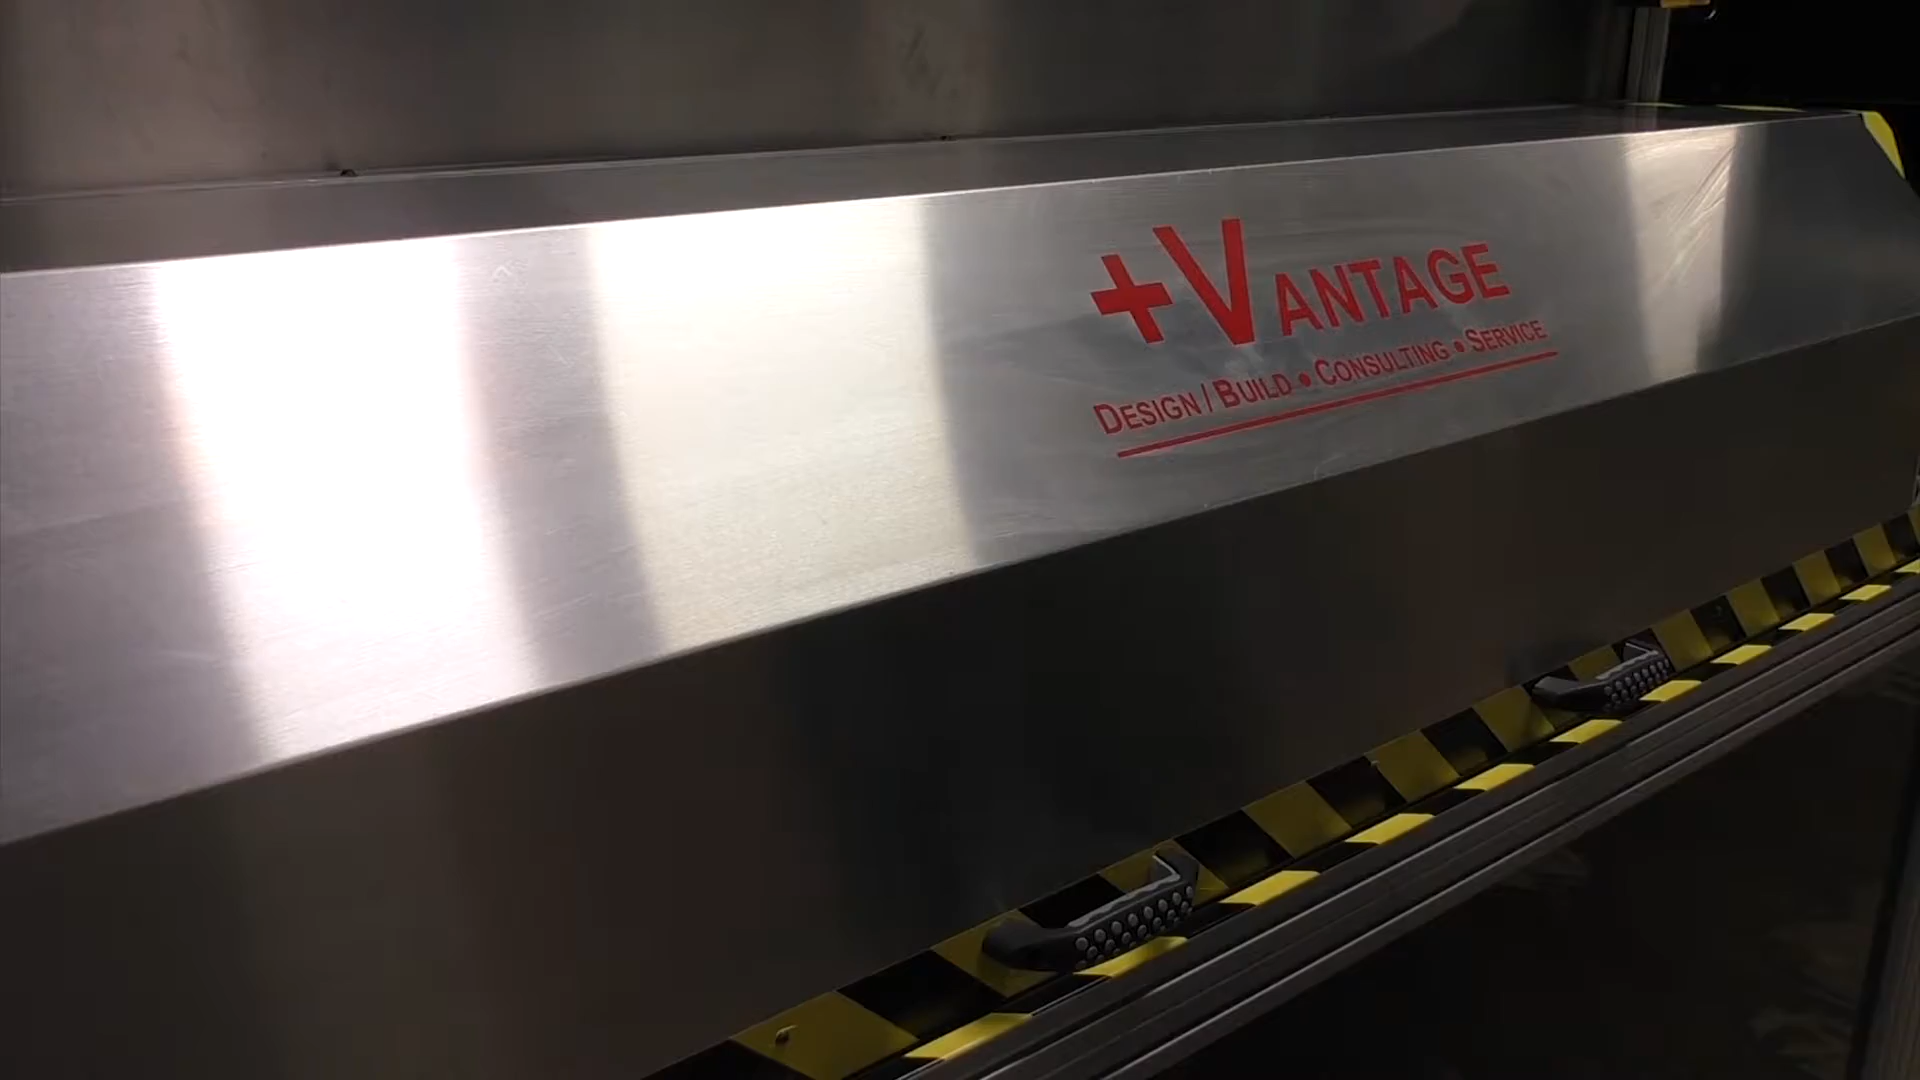 +VANTAGE
DESIGN / BUILD • CONSULTING • SERVICE